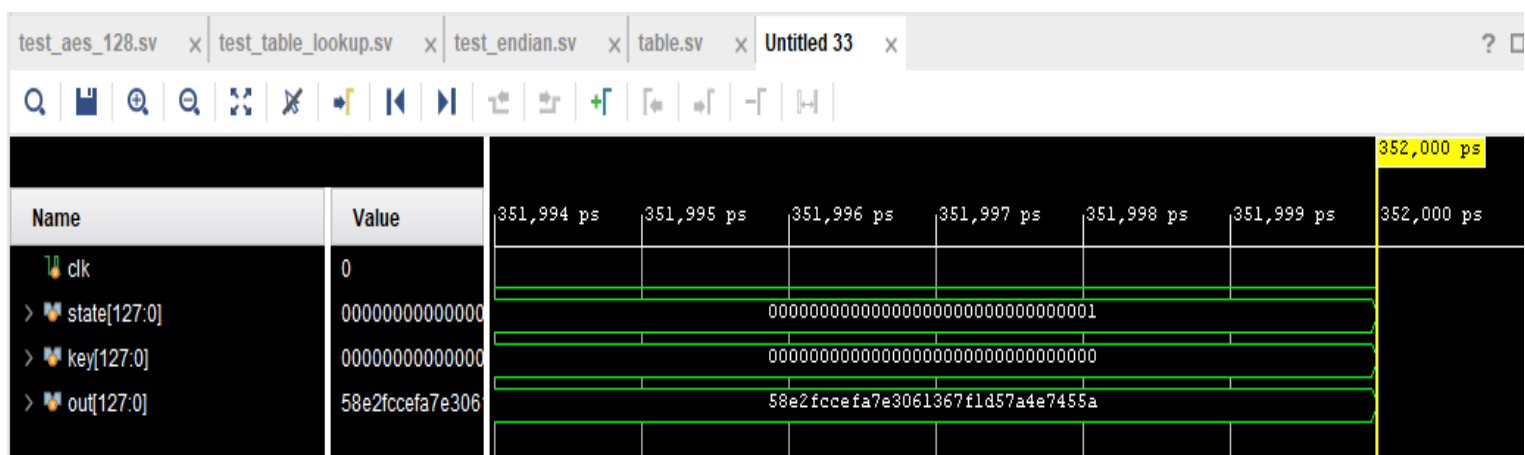 test_aes_128.sv × test_table_lookup.sv × test_endian.sv × table.sv × Untitled 33 × ?
352,000 ps
Name Value 351,994 ps 351,995 ps 351,996 ps 351,997 ps 351,998 ps 351,999 ps 352,000 ps
clk 0
> state[127:0] 00000000000000 00000000000000000000000000000001
> key[127:0] 00000000000000 00000000000000000000000000000000
> out[127:0] 58e2fccefa7e306 58e2fccefa7e3061367f1d57a4e7455a